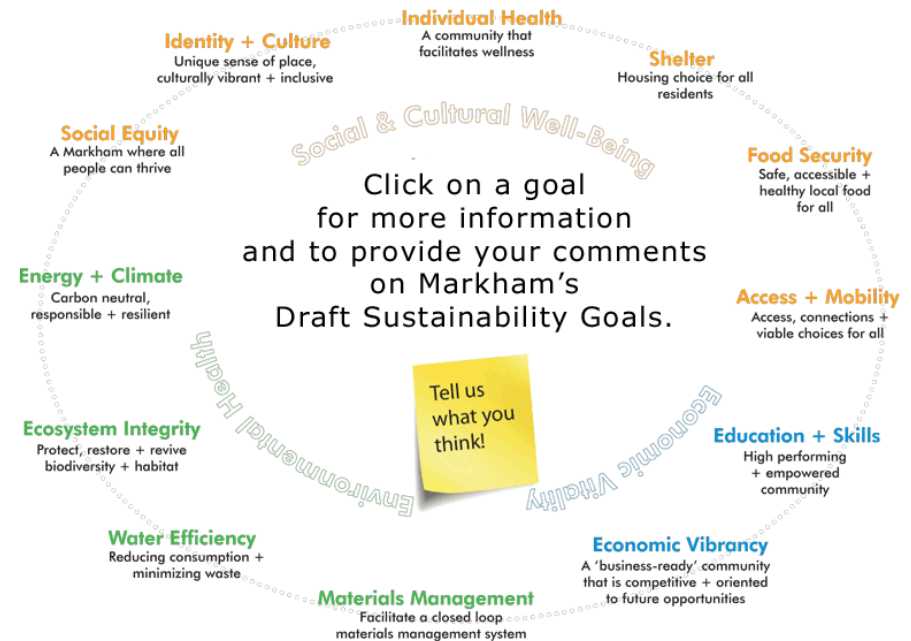 Individual Health
A community that
facilitates wellness
Identity + Culture
Unique sense of place,
culturally vibrant + inclusive
Shelter
Housing choice for all
residents
Social & Cultural Well-Being
Social Equity
A Markham where all
people can thrive
Food Security
Safe, accessible +
healthy local food
for all
Click on a goal
for more information
and to provide your comments
on Markham's
Draft Sustainability Goals.
Energy + Climate
Carbon neutral,
responsible + resilient
Access + Mobility
Access, connections +
viable choices for all
Environmental Health
Tell us
what you
think!
Economic Vitality
Ecosystem Integrity
Protect, restore + revive
biodiversity + habitat
Education + Skills
High performing
+ empowered
community
Water Efficiency
Reducing consumption +
minimizing waste
Economic Vibrancy
A 'business-ready' community
that is competitive + oriented
to future opportunities
Materials Management
Facilitate a closed loop
materials management system